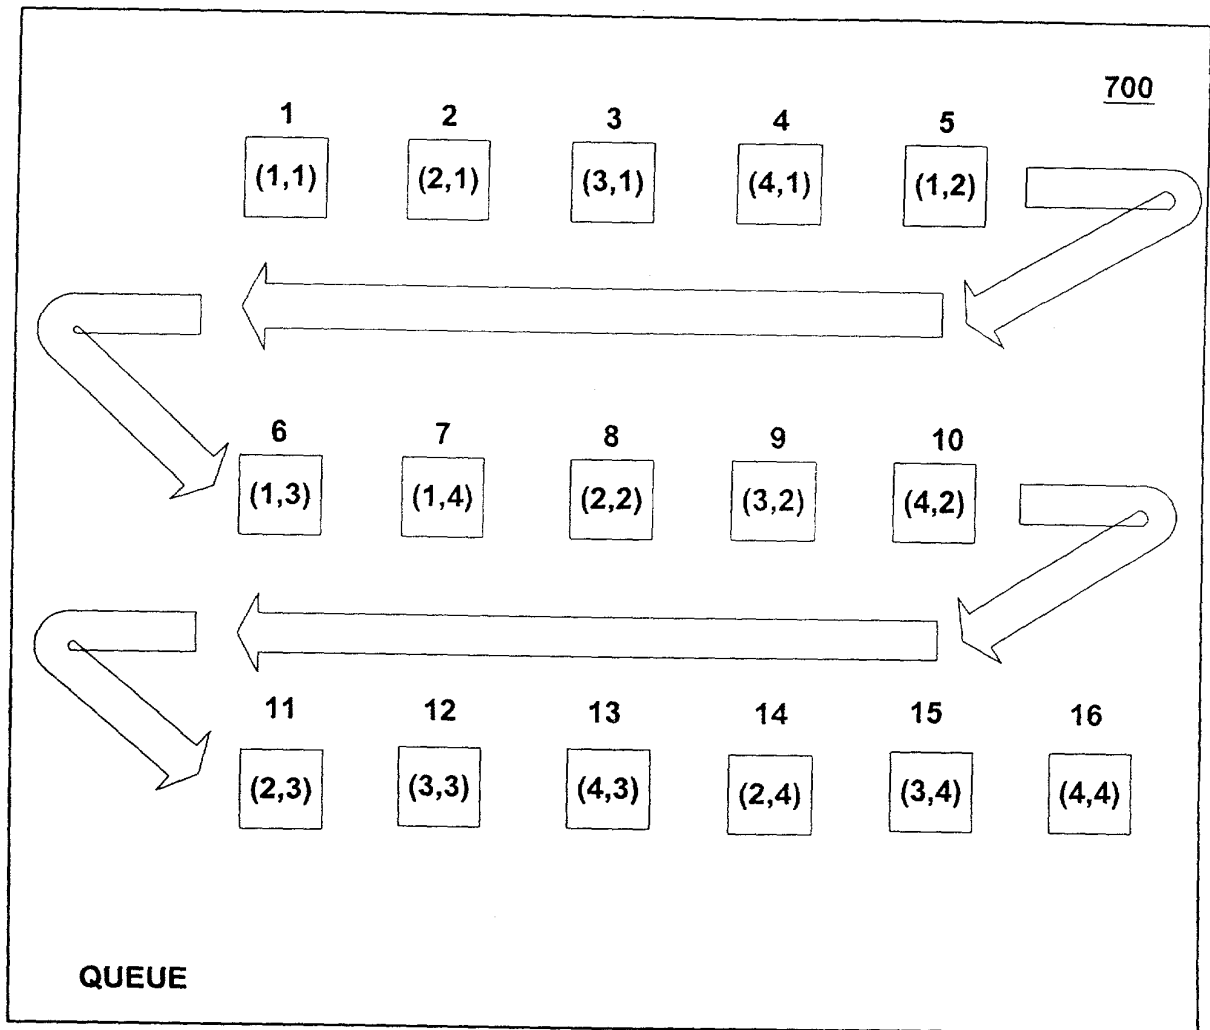 700
1 2 3 4 5
(1,1) (2,1) (3,1) (4,1) (1,2)
6 7 8 9 10
(1,3) (1,4) (2,2) (3,2) (4,2)
11 12 13 14 15 16
(2,3) (3,3) (4,3) (2,4) (3,4) (4,4)
QUEUE